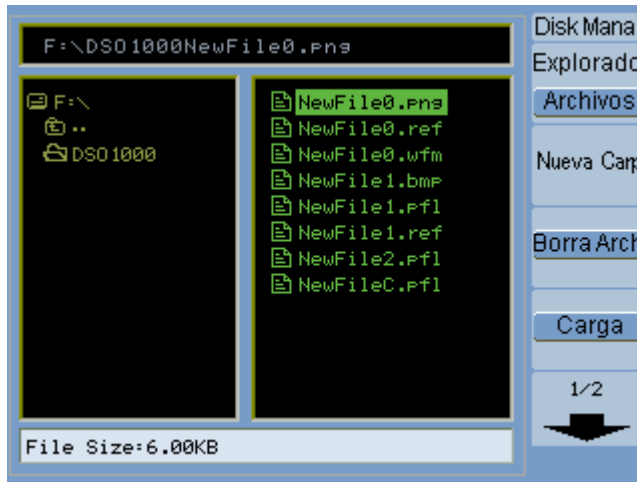 F:\DSO1000NewFile0.png
F:\
..
DSO1000
NewFile0.png
NewFile0.ref
NewFile0.wfm
NewFile1.bmp
NewFile1.pfl
NewFile1.ref
NewFile2.pfl
NewFileC.pfl
File Size:6.00KB
Disk Mana
Explorado
Archivos
Nueva Carp
Borra Arch
Carga
1/2